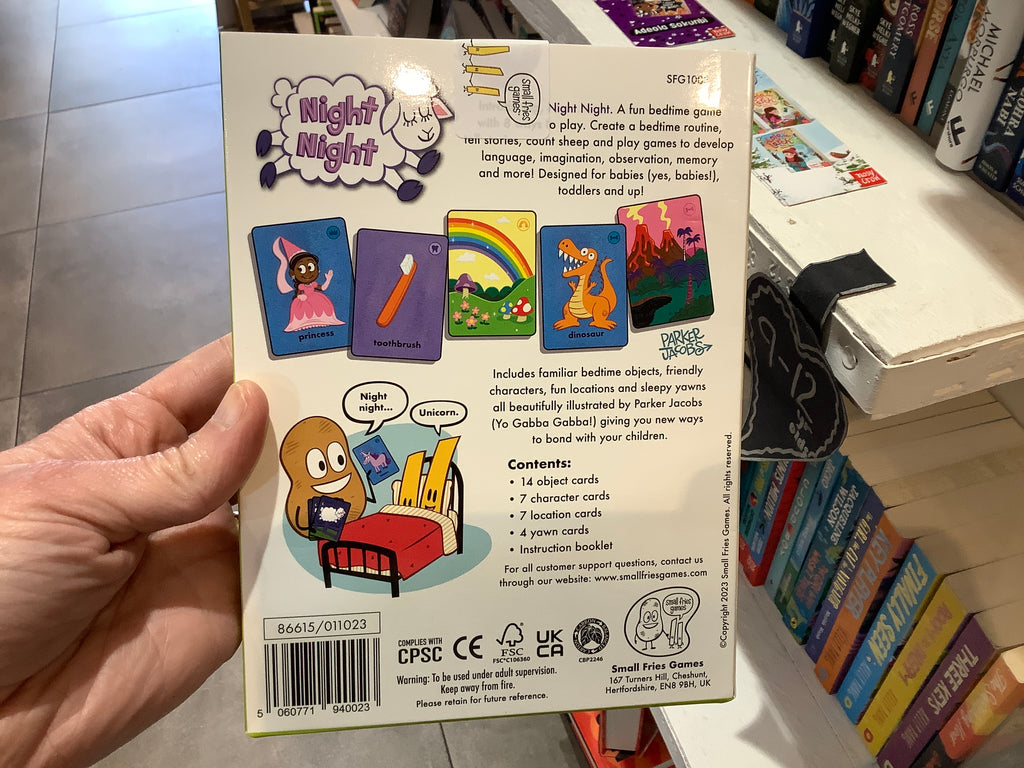 Adeola Sokunbi
nosy crow
Night
Night
small fries
games
SFG100
Night Night. A fun bedtime game
to play. Create a bedtime routine,
tell stories, count sheep and play games to develop
language, imagination, observation, memory
and more! Designed for babies (yes, babies!),
toddlers and up!
princess
toothbrush
dinosaur
PARKER
JACOBS
Includes familiar bedtime objects, friendly
characters, fun locations and sleepy yawns
all beautifully illustrated by Parker Jacobs
(Yo Gabba Gabba!) giving you new ways
to bond with your children.
Night
night...
Unicorn.
Contents:
• 14 object cards
• 7 character cards
• 7 location cards
• 4 yawn cards
• Instruction booklet
For all customer support questions, contact us
through our website: www.smallfriesgames.com
©Copyright 2023 Small Fries Games. All rights reserved.
86615/011023
5 060771 940023
COMPLIES WITH
CPSC
CE
FSC
FSC®C106360
UK
CA
CBP2246
Warning: To be used under adult supervision.
Keep away from fire.
Please retain for future reference.
small fries
games
Small Fries Games
167 Turners Hill, Cheshunt,
Hertfordshire, EN8 9BH, UK
MICHAEL
nosy crow
FINALLY SEEN
THREE KEYS